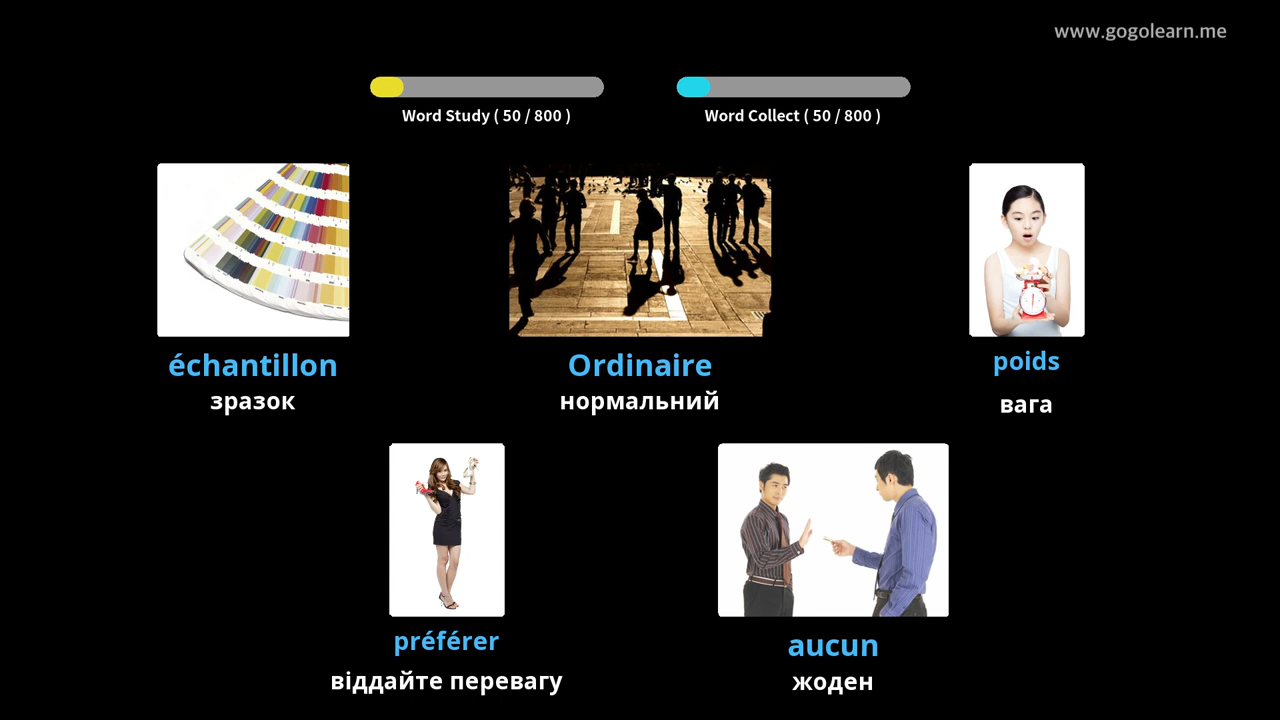 www.gogolearn.me
Word Study ( 50 / 800 )
Word Collect ( 50 / 800 )
échantillon
зразок
Ordinaire
нормальний
poids
вага
préférer
віддайте перевагу
aucun
жоден